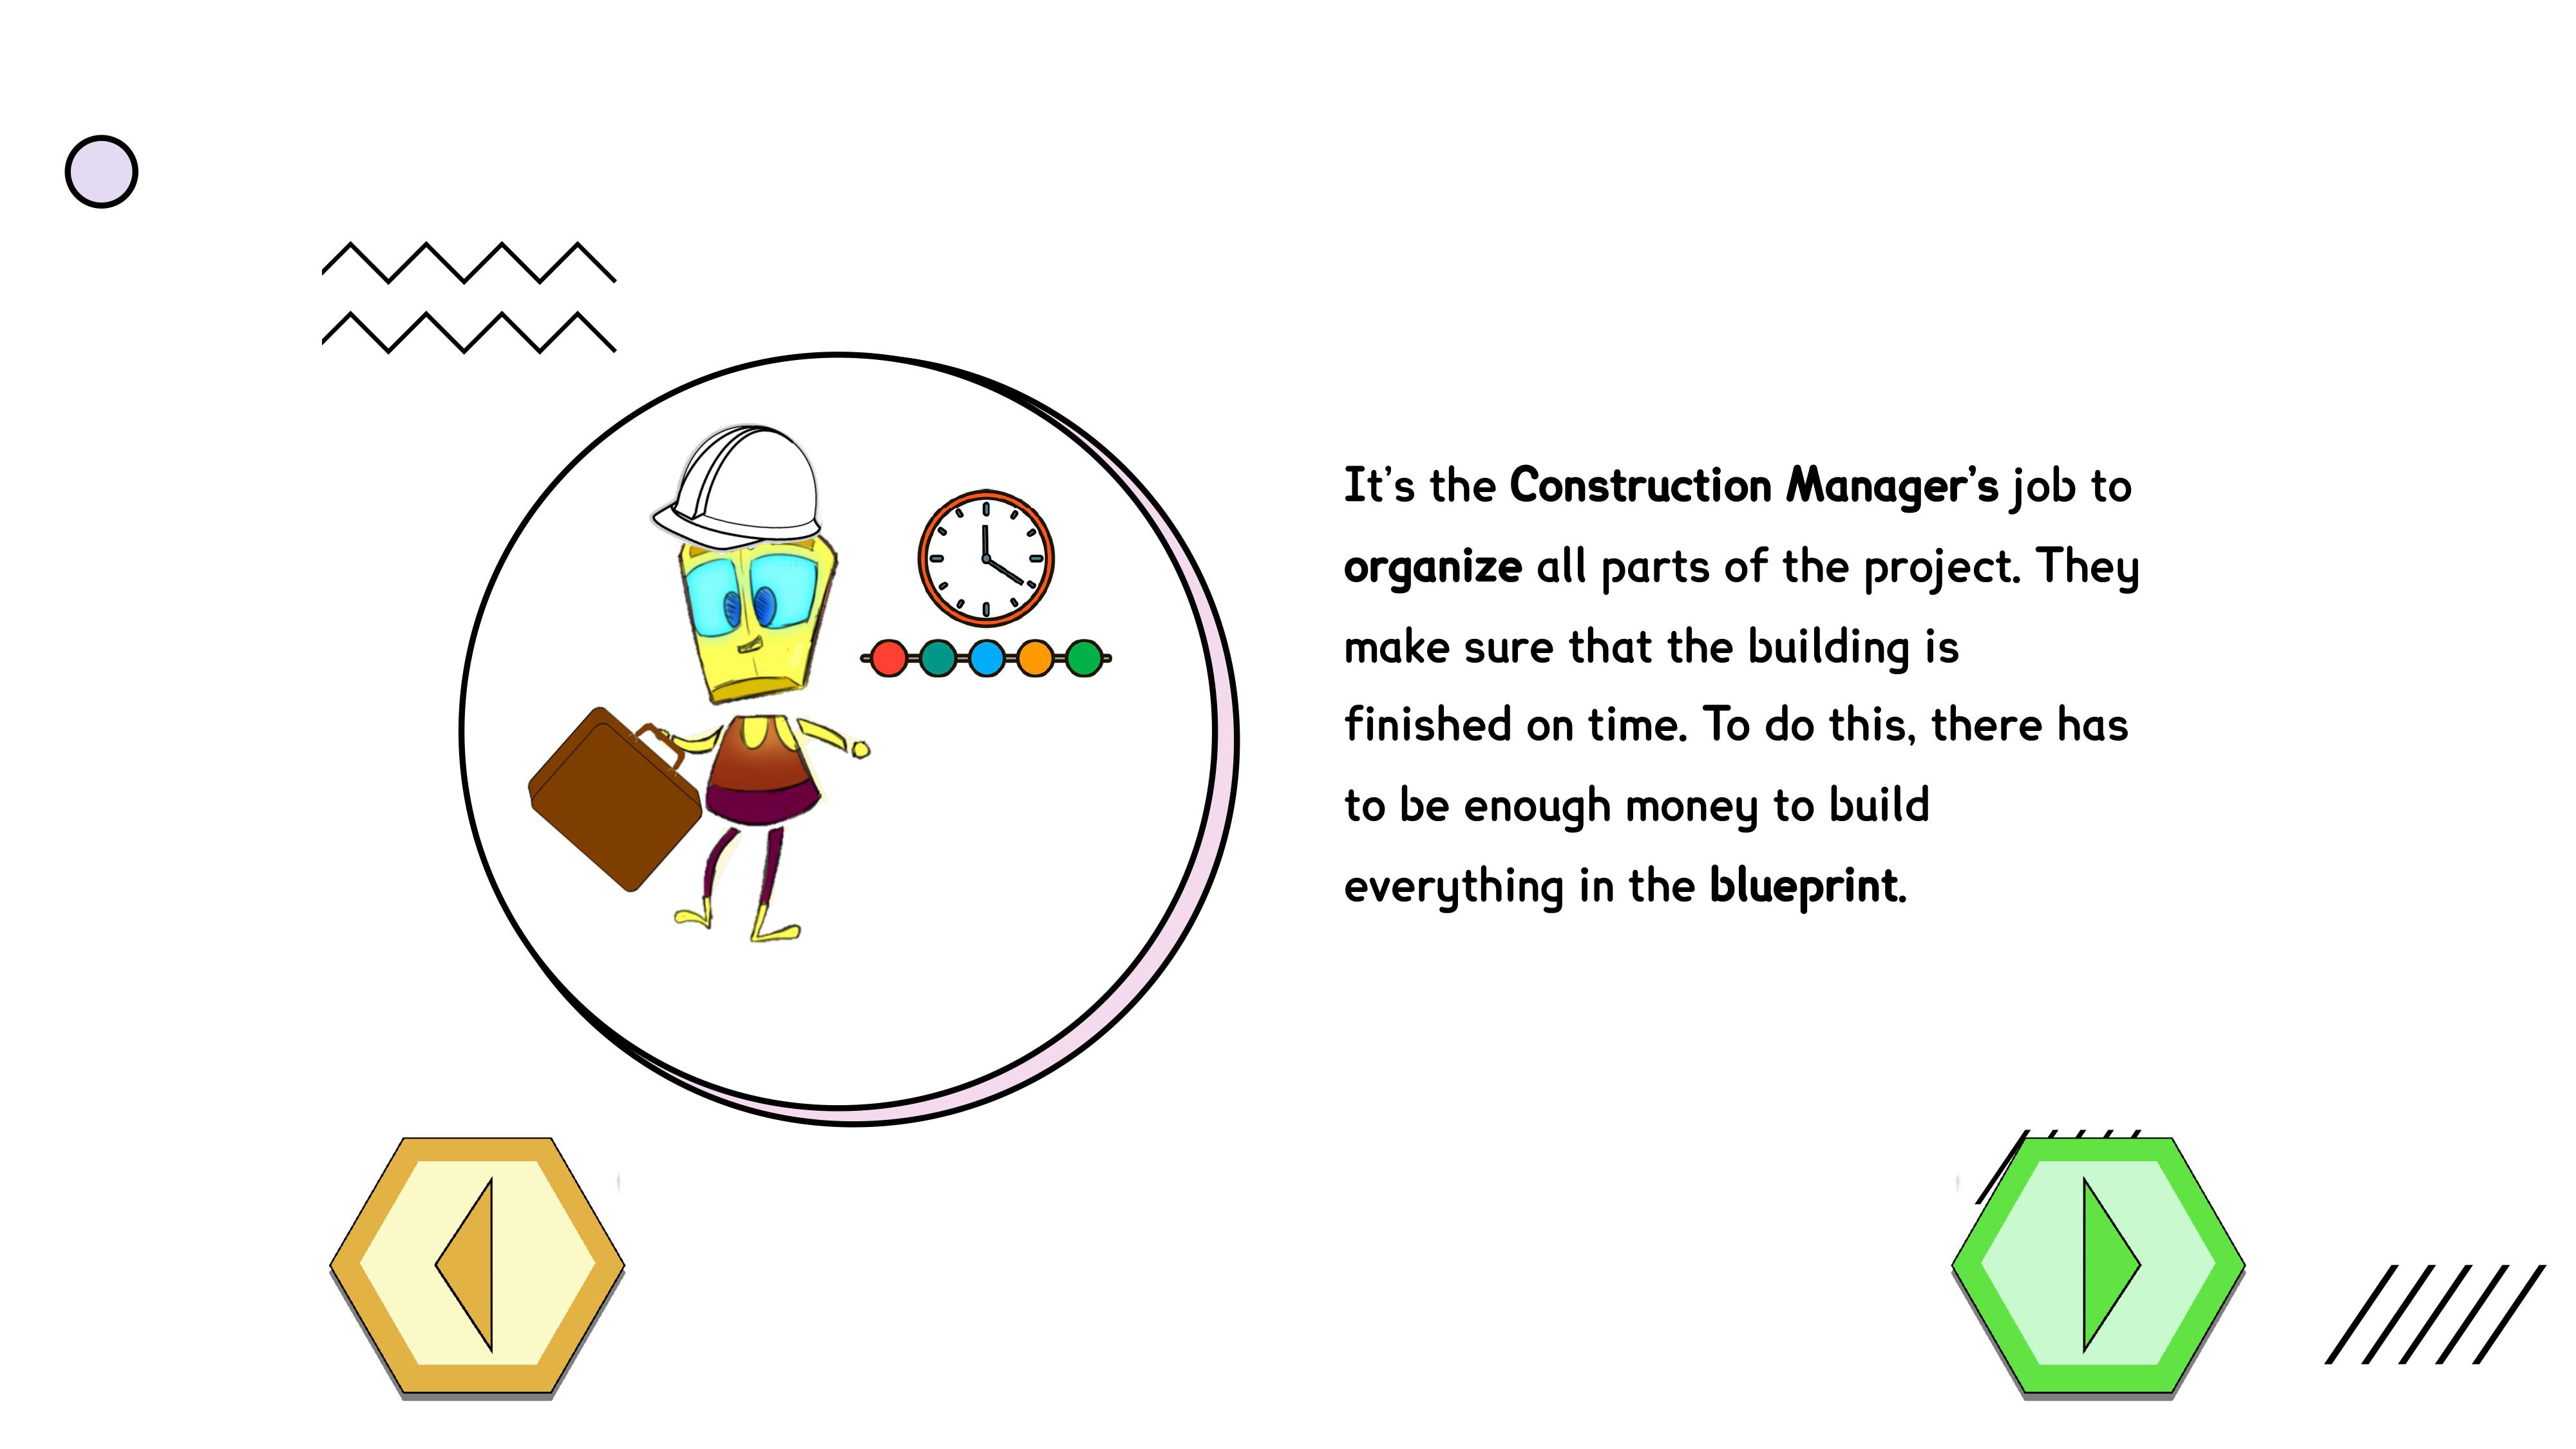 It's the Construction Manager's job to
organize all parts of the project. They
make sure that the building is
finished on time. To do this, there has
to be enough money to build
everything in the blueprint.